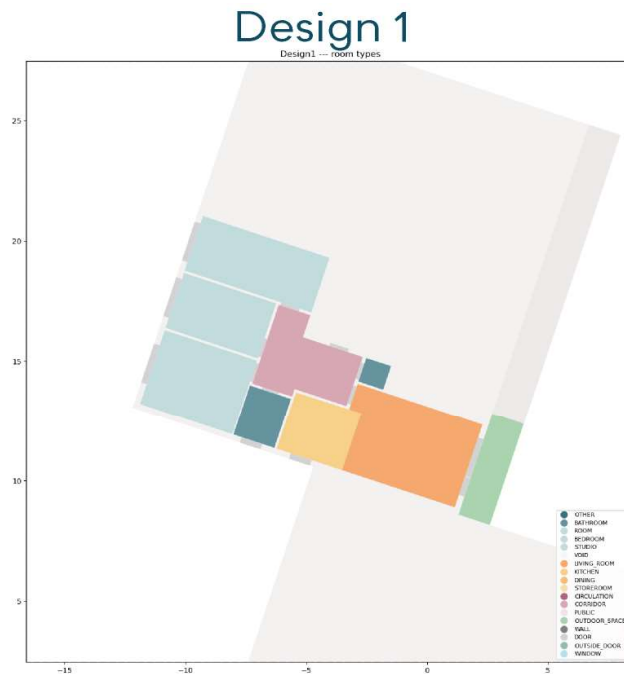 Design 1
Design1 --- room types
25
20
15
10
5
-15
-10
-5
0
5
OTHER
BATHROOM
ROOM
BEDROOM
STUDIO
VOID
LIVING_ROOM
KITCHEN
DINING
STOREROOM
CIRCULATION
CORRIDOR
PUBLIC
OUTDOOR_SPACE
WALL
DOOR
OUTSIDE_DOOR
WINDOW